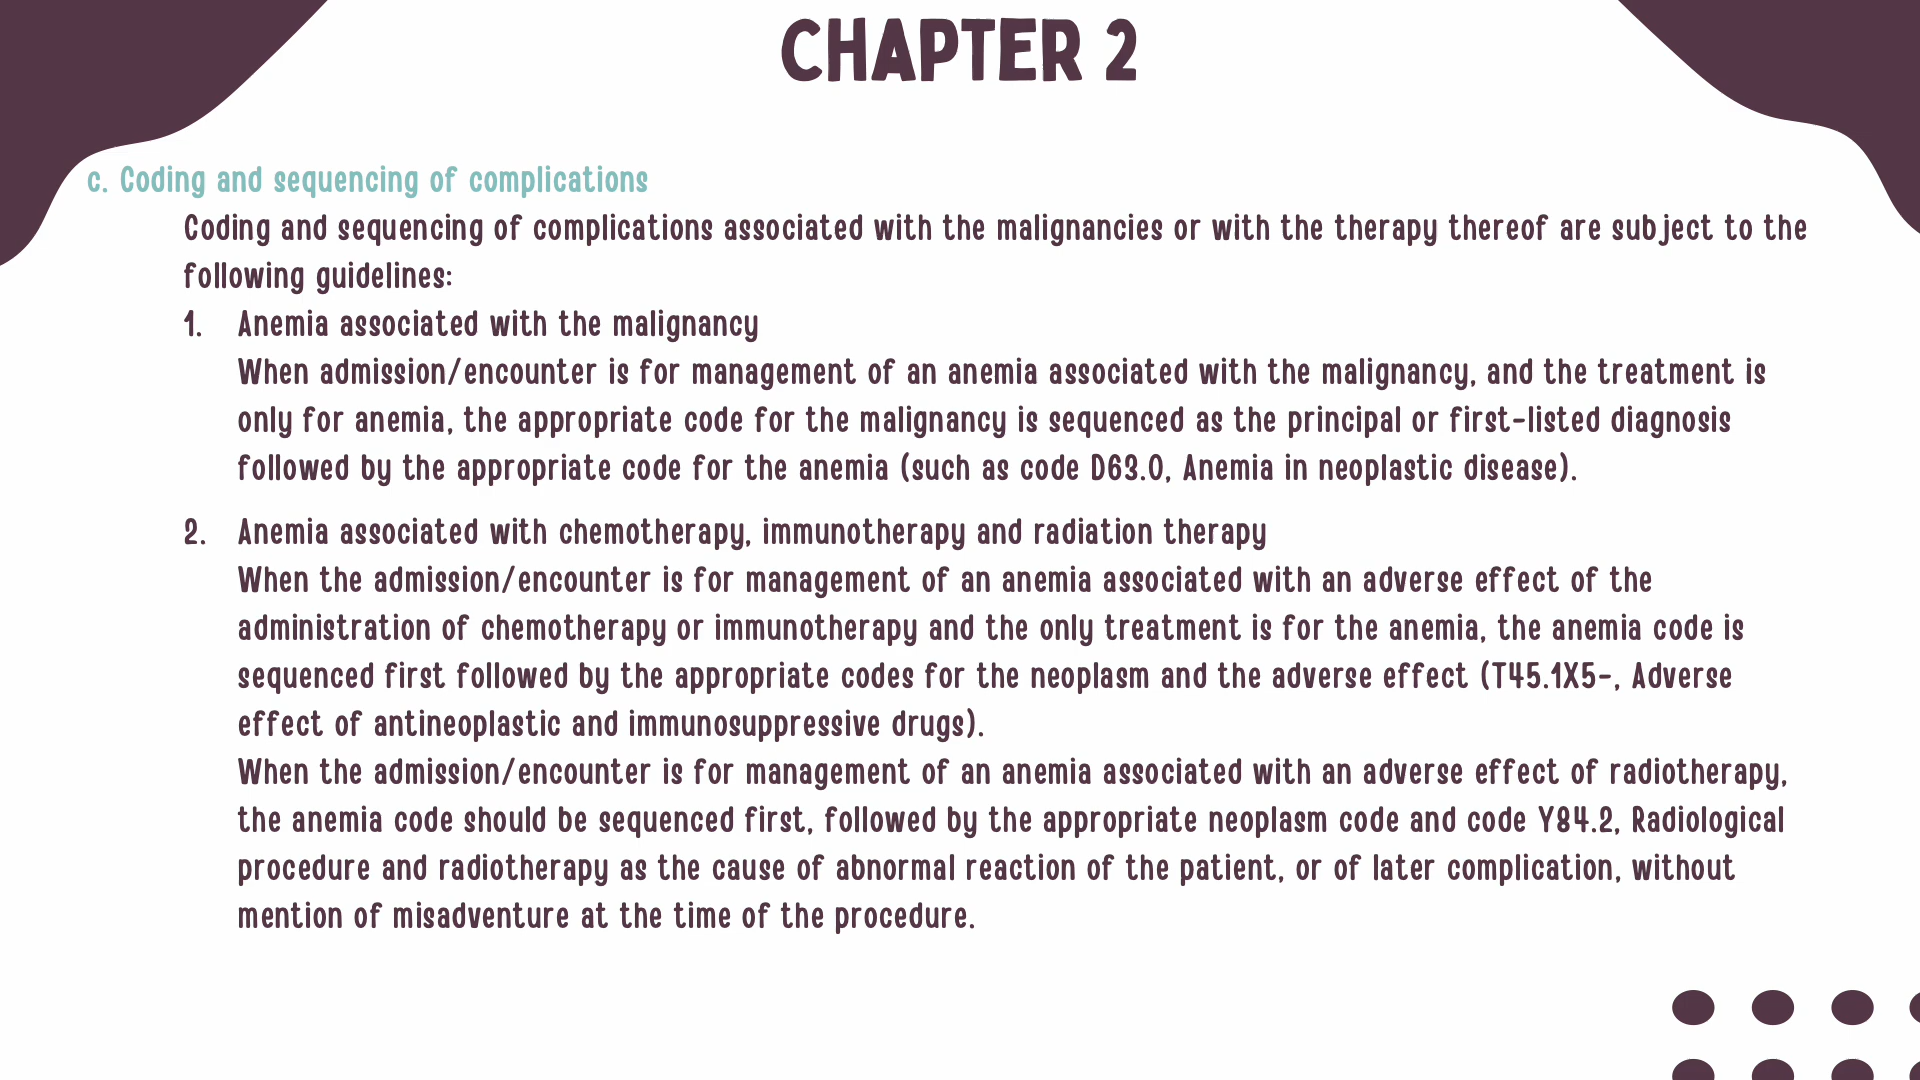 CHAPTER 2
c. Coding and sequencing of complications
Coding and sequencing of complications associated with the malignancies or with the therapy thereof are subject to the
following guidelines:
1. Anemia associated with the malignancy
When admission/encounter is for management of an anemia associated with the malignancy, and the treatment is
only for anemia, the appropriate code for the malignancy is sequenced as the principal or first-listed diagnosis
followed by the appropriate code for the anemia (such as code D63.0, Anemia in neoplastic disease).
2. Anemia associated with chemotherapy, immunotherapy and radiation therapy
When the admission/encounter is for management of an anemia associated with an adverse effect of the
administration of chemotherapy or immunotherapy and the only treatment is for the anemia, the anemia code is
sequenced first followed by the appropriate codes for the neoplasm and the adverse effect (T45.1X5-, Adverse
effect of antineoplastic and immunosuppressive drugs).
When the admission/encounter is for management of an anemia associated with an adverse effect of radiotherapy,
the anemia code should be sequenced first, followed by the appropriate neoplasm code and code Y84.2, Radiological
procedure and radiotherapy as the cause of abnormal reaction of the patient, or of later complication, without
mention of misadventure at the time of the procedure.